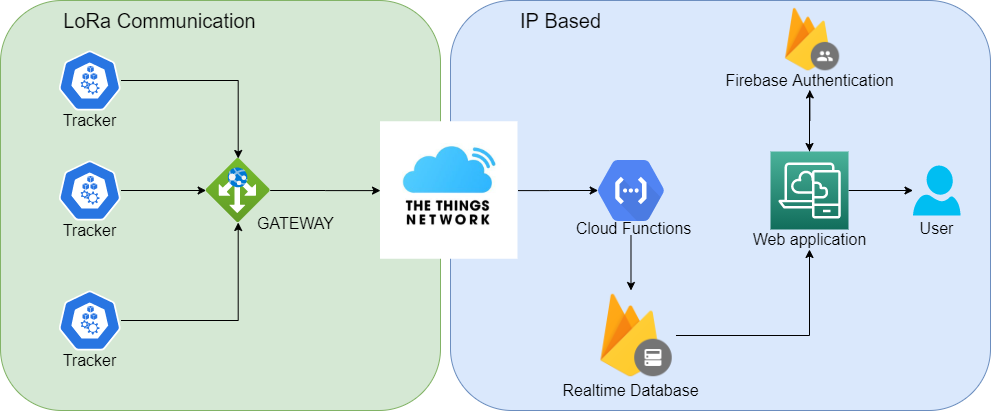 LoRa Communication
IP Based
Tracker
Tracker
Tracker
GATEWAY
THE THINGS
NETWORK
Cloud Functions
Realtime Database
Firebase Authentication
Web application
User